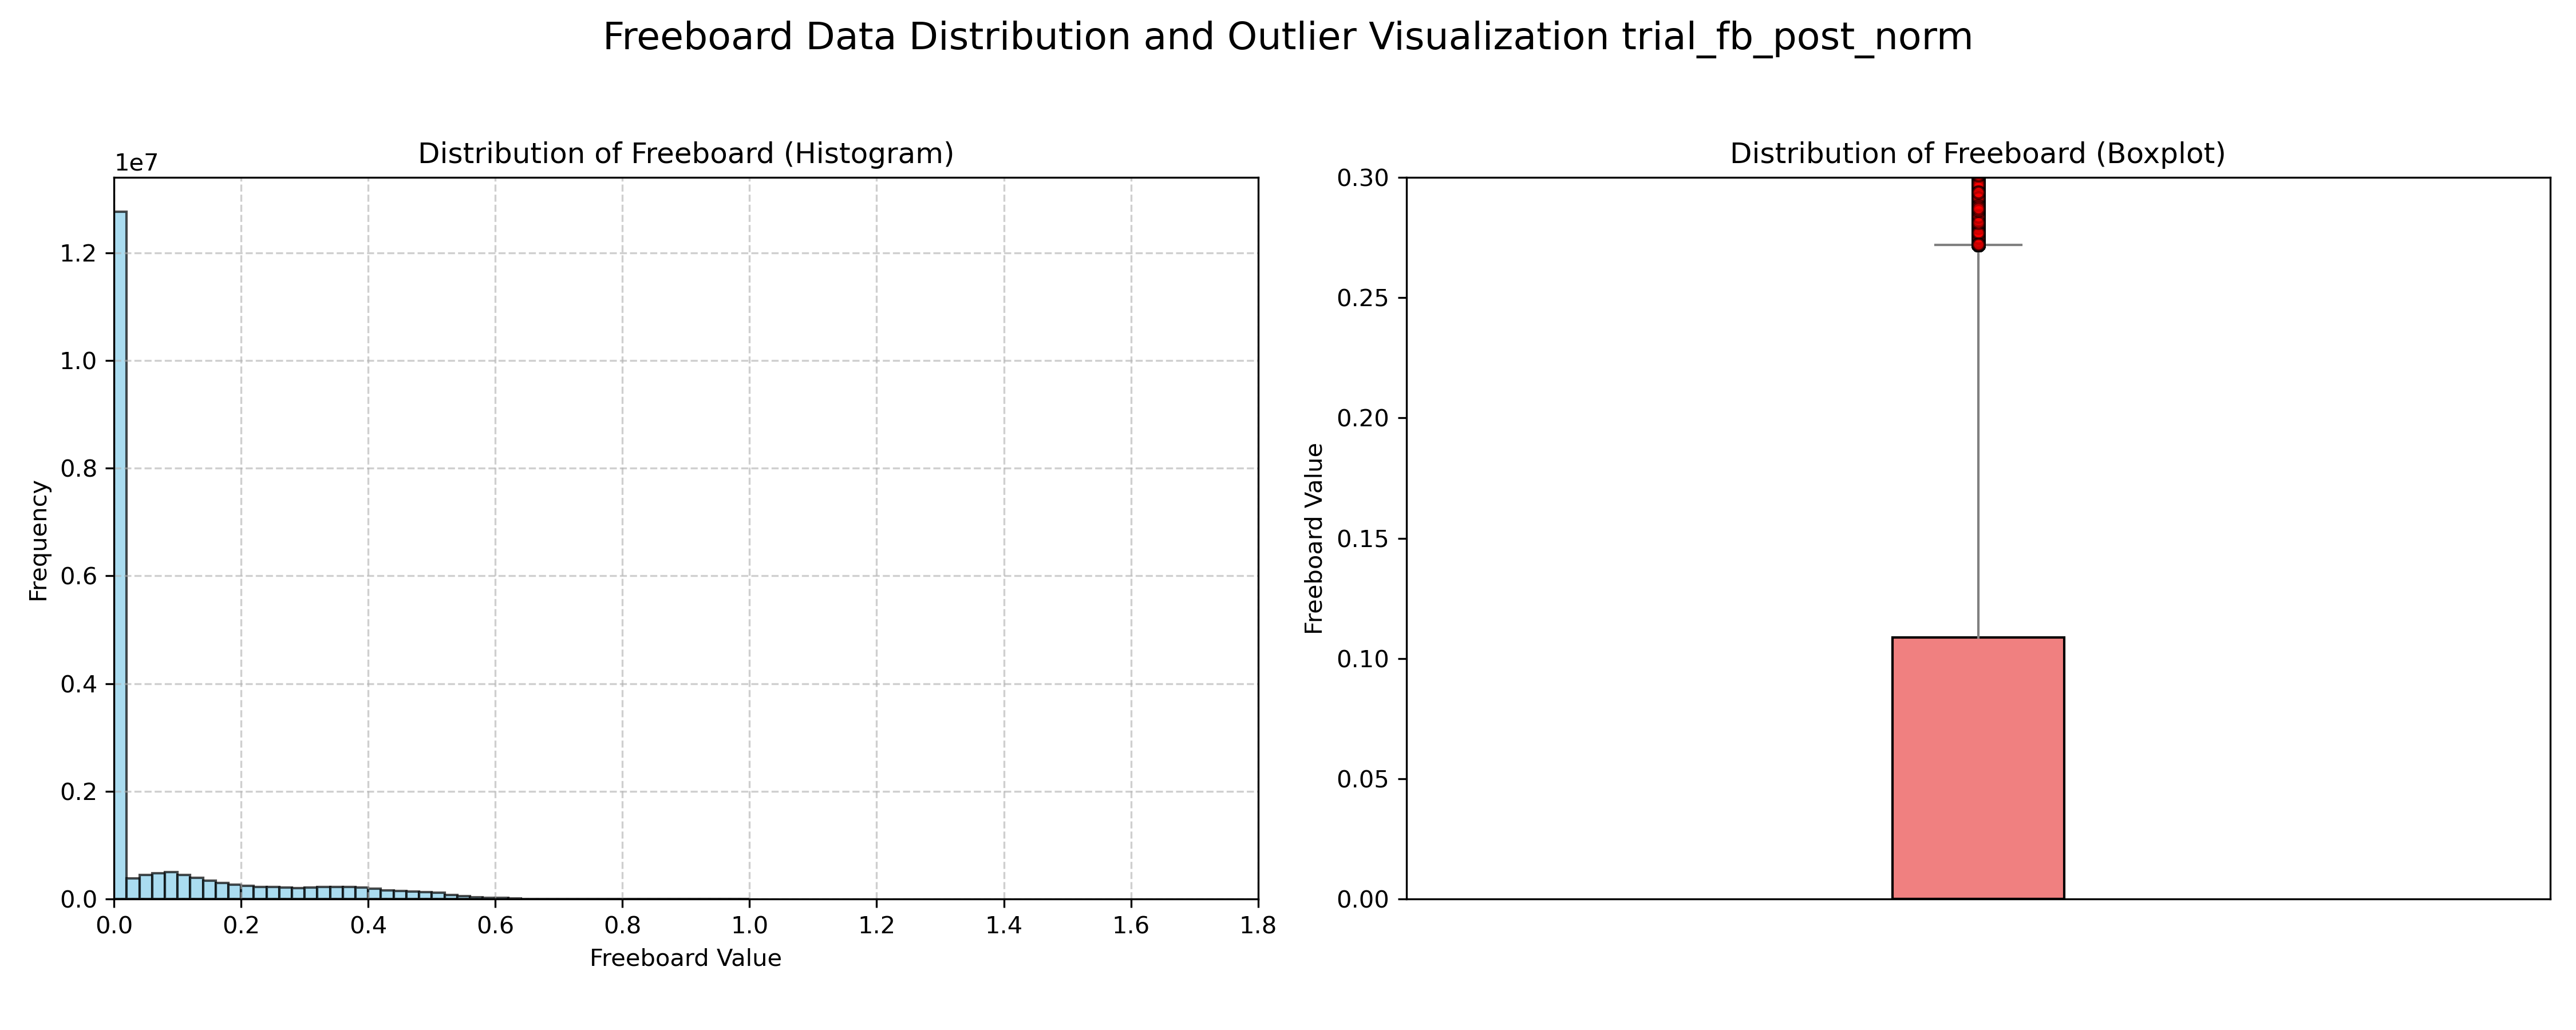 Freeboard Data Distribution and Outlier Visualization trial_fb_post_norm
Distribution of Freeboard (Histogram)
1e7
1.2
1.0
0.8
0.6
0.4
0.2
0.0
Frequency
0.0 0.2 0.4 0.6 0.8 1.0 1.2 1.4 1.6 1.8
Freeboard Value
Distribution of Freeboard (Boxplot)
0.30
0.25
0.20
0.15
0.10
0.05
0.00
Freeboard Value